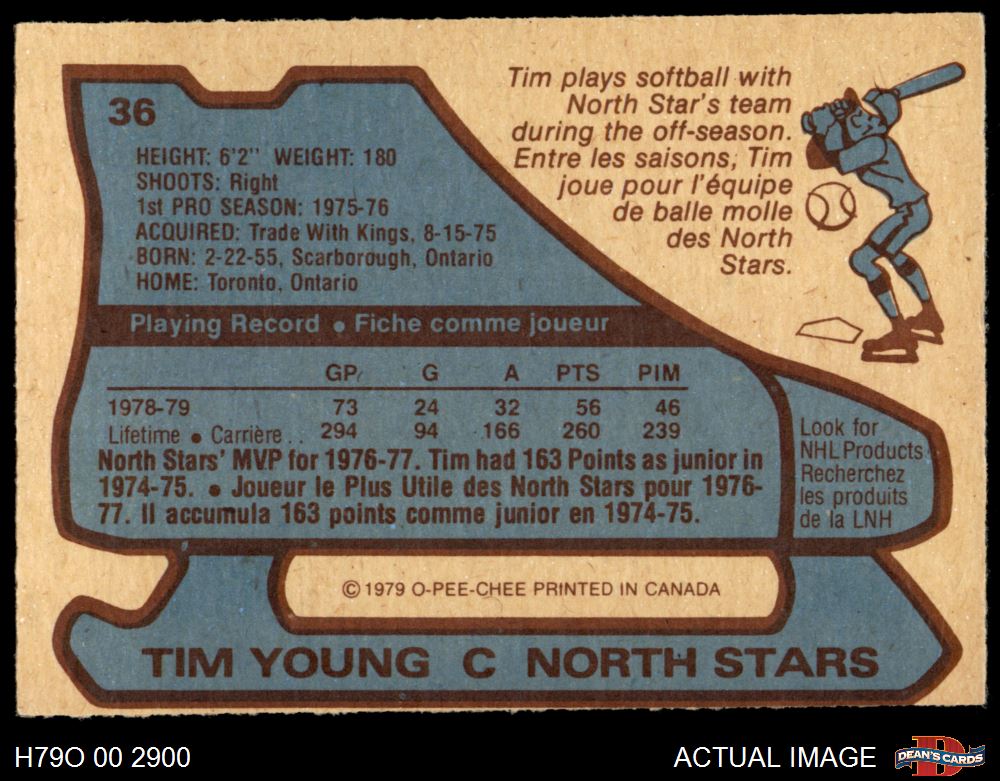 36
HEIGHT: 6'2" WEIGHT: 180
SHOOTS: Right
1st PRO SEASON: 1975-76
ACQUIRED: Trade With Kings, 8-15-75
BORN: 2-22-55, Scarborough, Ontario
HOME: Toronto, Ontario
Tim plays softball with
North Star's team
during the off-season.
Entre les saisons, Tim
joue pour l'équipe
de balle molle
des North
Stars.
Playing Record • Fiche comme joueur
GP G A PTS PIM
1978-79 73 24 32 56 46
Lifetime • Carrière . . 294 94 166 260 239
North Stars' MVP for 1976-77. Tim had 163 Points as junior in
1974-75. • Joueur le Plus Utile des North Stars pour 1976-
77. Il accumula 163 points comme junior en 1974-75.
Look for
NHL Products
Recherchez
les produits
de la LNH
© 1979 O-PEE-CHEE PRINTED IN CANADA
TIM YOUNG C NORTH STARS
H79O 00 2900
ACTUAL IMAGE
DEAN'S CARDS